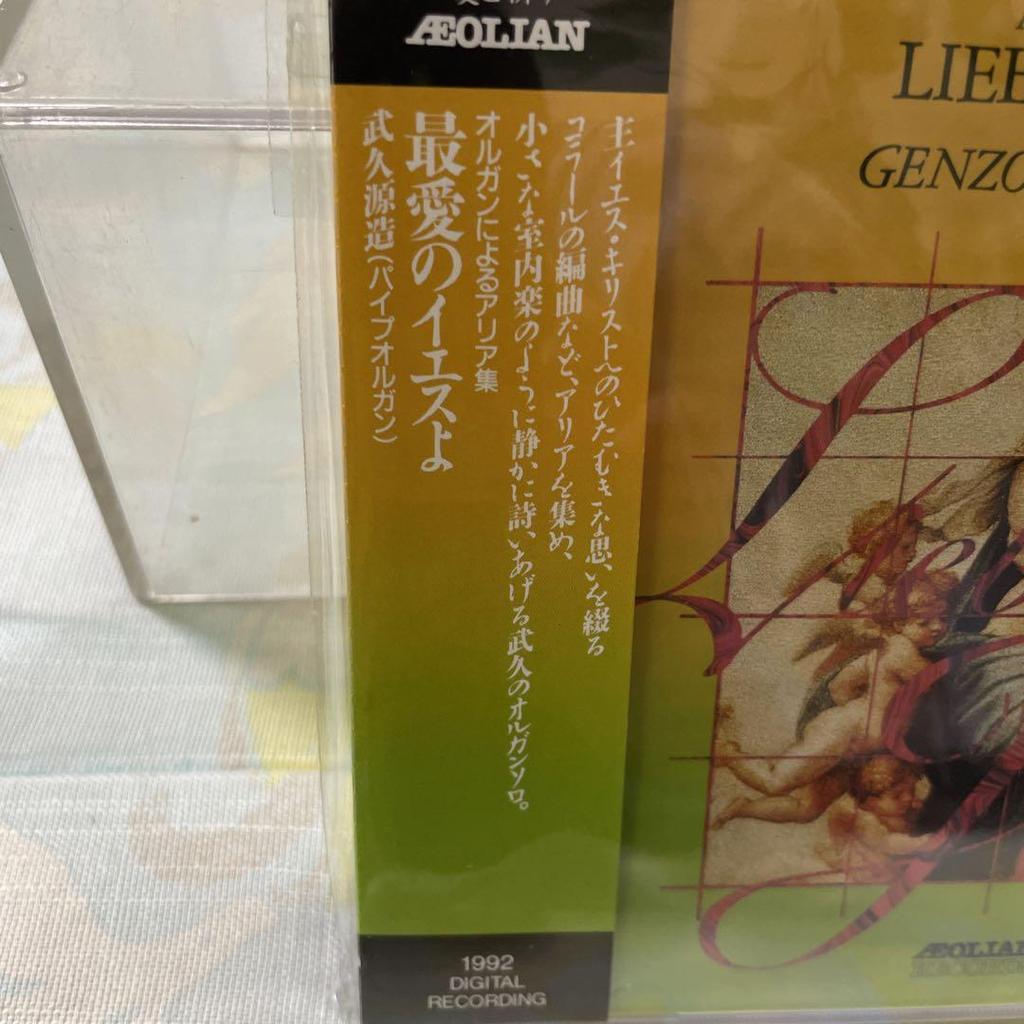 ÆOLIAN
主イエス・キリストへのひたむきな思いを綴る
コラールの編曲など、アリアを集め、
小さな室内楽のように静かに詩いあげる武久のオルガンソロ。
オルガンによるアリア集
最愛のイエスよ
武久源造(パイプオルガン)
1992
DIGITAL
RECORDING
GENZO
ÆOLIAN